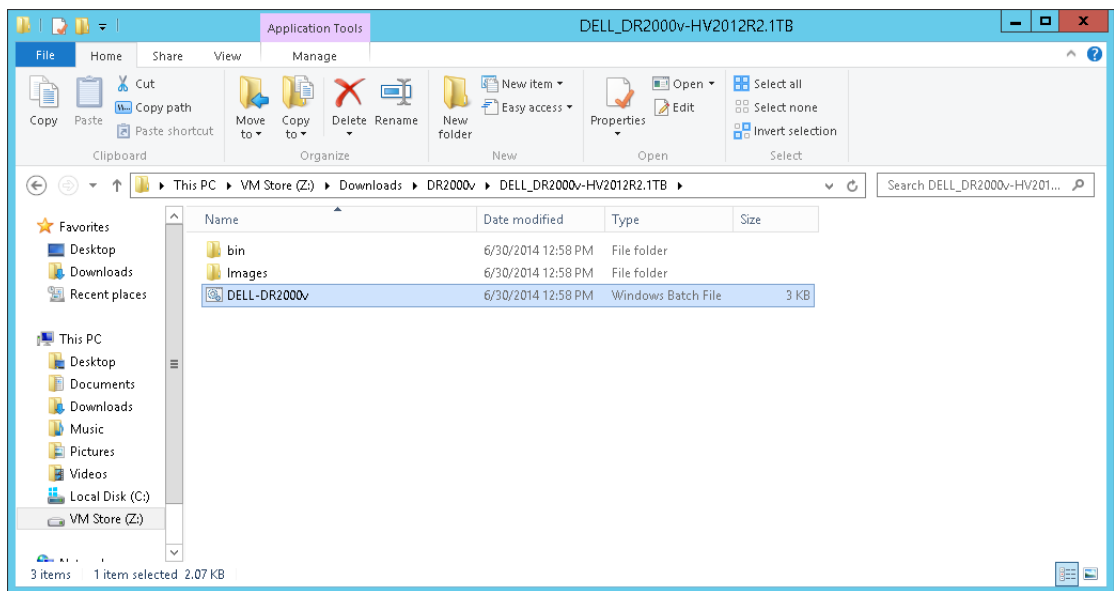 Application Tools
DELL_DR2000v-HV2012R2.1TB
File Home Share View Manage
Copy
Paste
Cut
Copy path
Paste shortcut
Clipboard
Move to
Copy to
Delete
Rename
Organize
New folder
New item
Easy access
New
Properties
Open
Edit
Open
Select all
Select none
Invert selection
Select
This PC VM Store (Z:) Downloads DR2000v DELL_DR2000v-HV2012R2.1TB
Search DELL_DR2000v-HV201...
Favorites
Desktop
Downloads
Recent places
This PC
Desktop
Documents
Downloads
Music
Pictures
Videos
Local Disk (C:)
VM Store (Z:)
Name Date modified Type Size
bin 6/30/2014 12:58 PM File folder
Images 6/30/2014 12:58 PM File folder
DELL-DR2000v 6/30/2014 12:58 PM Windows Batch File 3 KB
3 items 1 item selected 2.07 KB